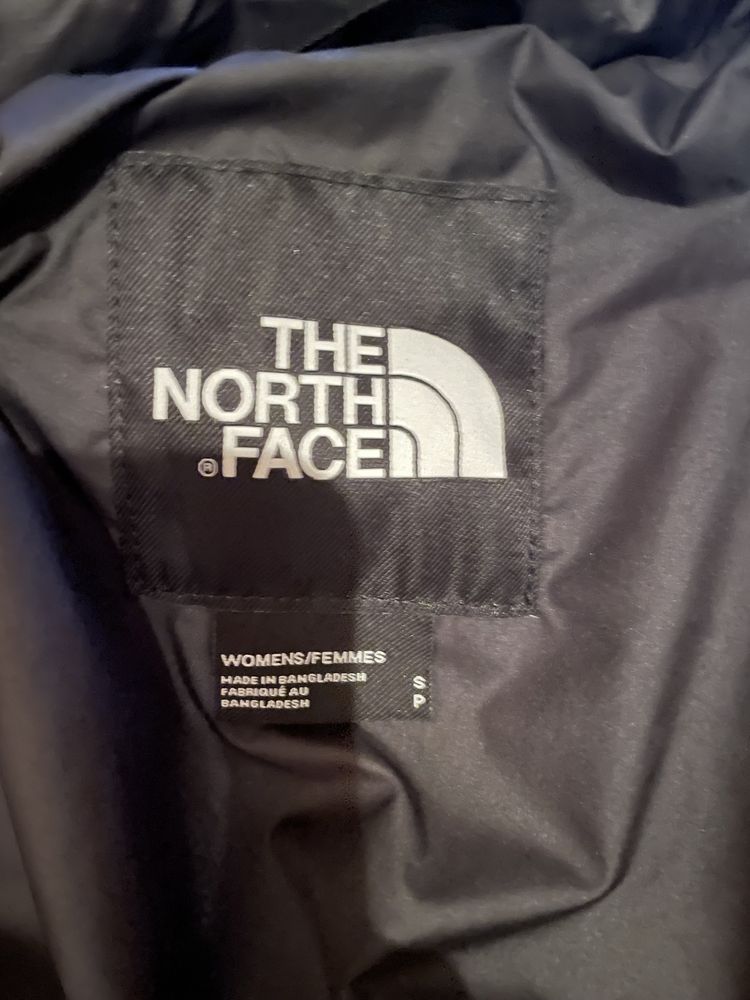 THE
NORTH
® FACE
WOMENS/FEMMES
MADE IN BANGLADESH S
FABRIQUÉ AU
BANGLADESH P